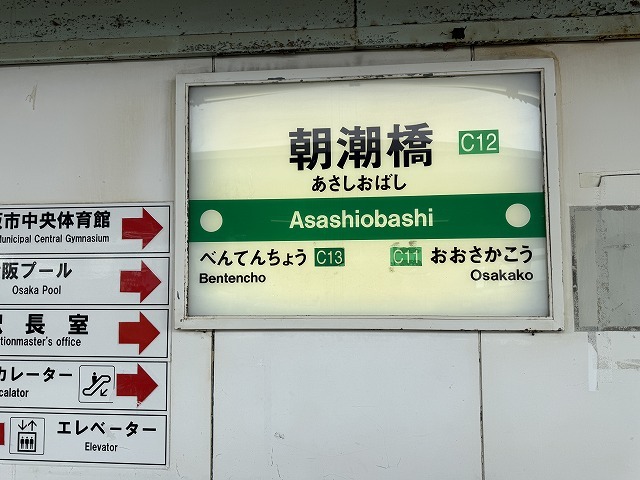 朝潮橋 C12
あさしおばし
Asashiobashi
べんてんちょう C13 C11 おおさかこう
Bentencho Osakako
市中央体育館
Municipal Central Gymnasium
阪プール
Osaka Pool
長室
tionmaster's office
カレーター
calator
エレベーター
Elevator